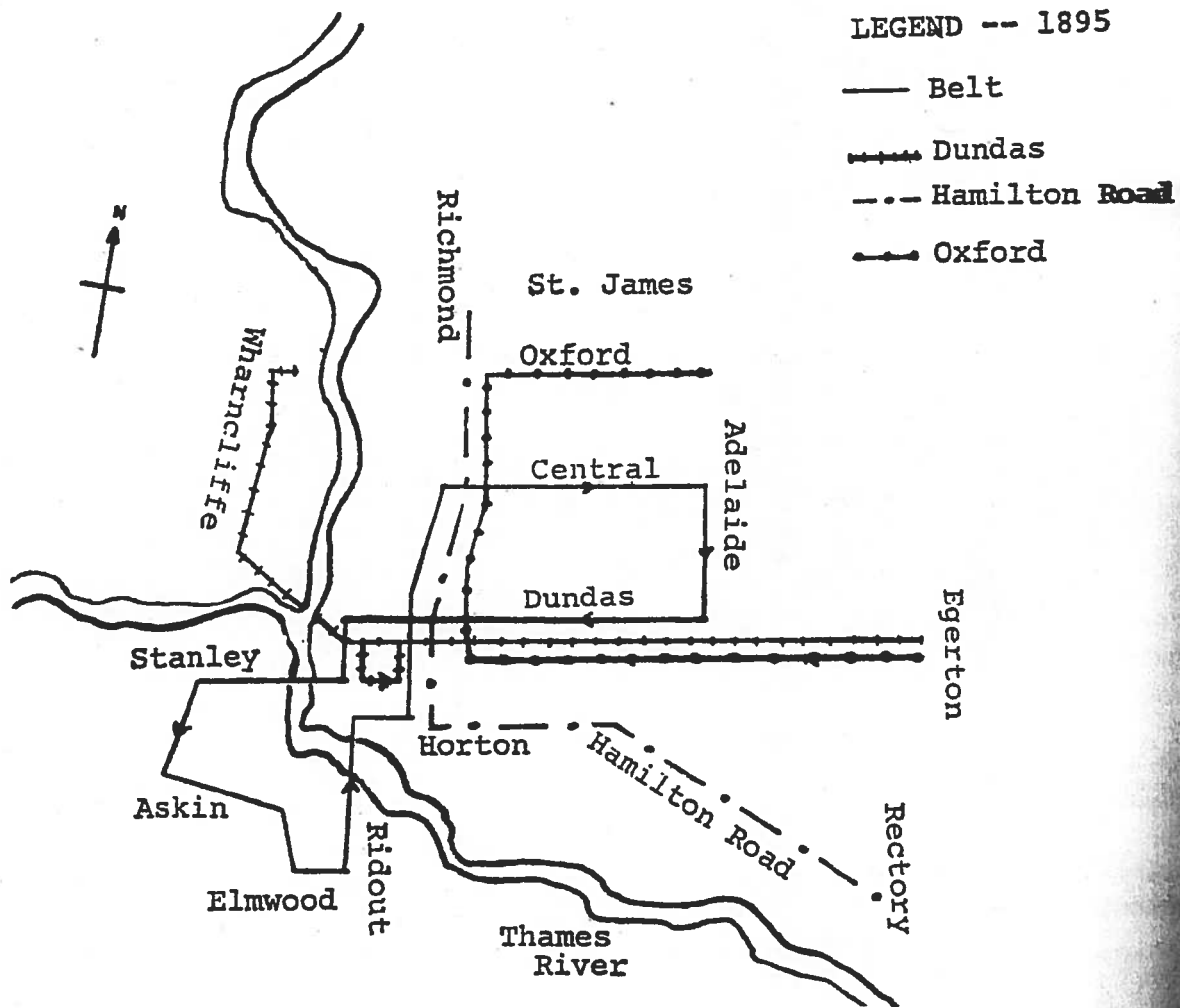 LEGEND -- 1895
Belt
Dundas
Hamilton Road
Oxford
N
Richmond
St. James
Oxford
Wharncliffe
1
Central
Adelaide
Dundas
Egerton
Stanley
Horton
Hamilton Road
Askin
Rectory
Ridout
Elmwood
Thames
River